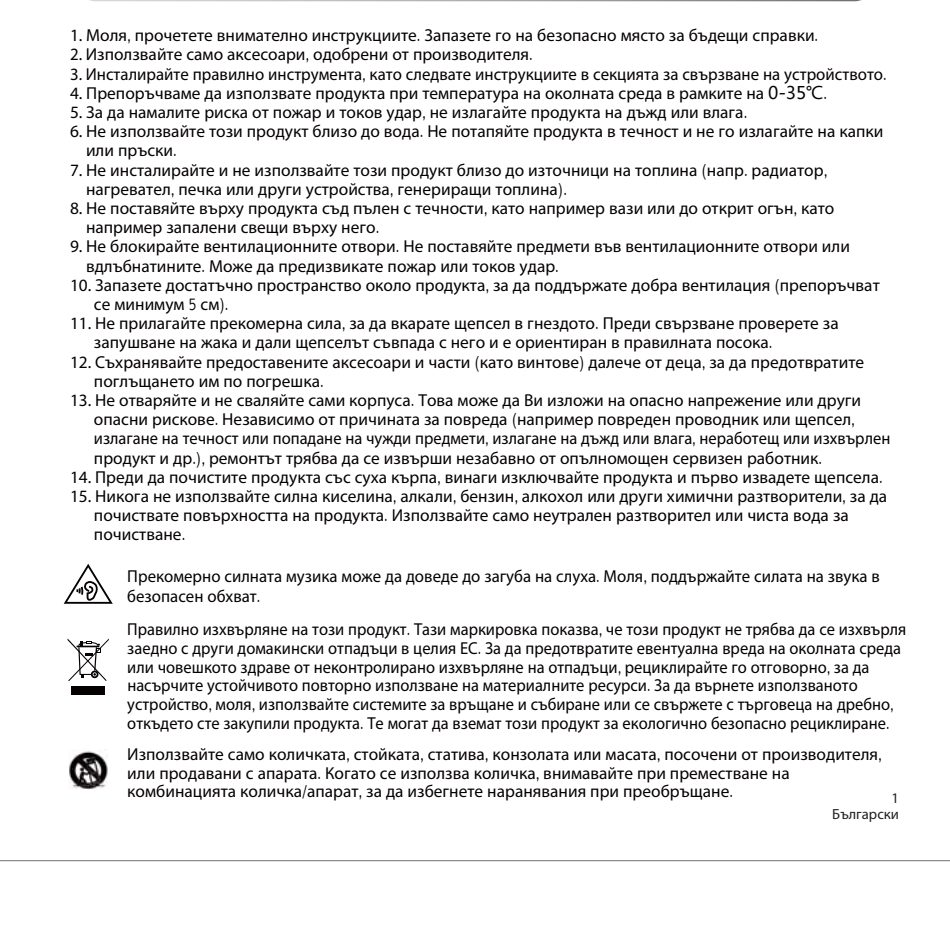 1. Моля, прочетете внимателно инструкциите. Запазете го на безопасно място за бъдещи справки.
2. Използвайте само аксесоари, одобрени от производителя.
3. Инсталирайте правилно инструмента, като следвате инструкциите в секцията за свързване на устройството.
4. Препоръчваме да използвате продукта при температура на околната среда в рамките на 0-35℃.
5. За да намалите риска от пожар и токов удар, не излагайте продукта на дъжд или влага.
6. Не използвайте този продукт близо до вода. Не потапяйте продукта в течност и не го излагайте на капки
или пръски.
7. Не инсталирайте и не използвайте този продукт близо до източници на топлина (напр. радиатор,
нагревател, печка или други устройства, генериращи топлина).
8. Не поставяйте върху продукта съд пълен с течности, като например вази или до открит огън, като
например запалени свещи върху него.
9. Не блокирайте вентилационните отвори. Не поставяйте предмети във вентилационните отвори или
вдлъбнатините. Може да предизвикате пожар или токов удар.
10. Запазете достатъчно пространство около продукта, за да поддържате добра вентилация (препоръчват
се минимум 5 см).
11. Не прилагайте прекомерна сила, за да вкарате щепсел в гнездото. Преди свързване проверете за
запушване на жака и дали щепселът съвпада с него и е ориентиран в правилната посока.
12. Съхранявайте предоставените аксесоари и части (като винтове) далече от деца, за да предотвратите
поглъщането им по погрешка.
13. Не отваряйте и не сваляйте сами корпуса. Това може да Ви изложи на опасно напрежение или други
опасни рискове. Независимо от причината за повреда (например повреден проводник или щепсел,
излагане на течност или попадане на чужди предмети, излагане на дъжд или влага, неработещ или изхвърлен
продукт и др.), ремонтът трябва да се извърши незабавно от опълномощен сервизен работник.
14. Преди да почистите продукта със суха кърпа, винаги изключвайте продукта и първо извадете щепсела.
15. Никога не използвайте силна киселина, алкали, бензин, алкохол или други химични разтворители, за да
почиствате повърхността на продукта. Използвайте само неутрален разтворител или чиста вода за
почистване.
Прекомерно силната музика може да доведе до загуба на слуха. Моля, поддържайте силата на звука в
безопасен обхват.
Правилно изхвърляне на този продукт. Тази маркировка показва, че този продукт не трябва да се изхвърля
заедно с други домакински отпадъци в целия ЕС. За да предотвратите евентуална вреда на околната среда
или човешкото здраве от неконтролирано изхвърляне на отпадъци, рециклирайте го отговорно, за да
насърчите устойчивото повторно използване на материалните ресурси. За да върнете използваното
устройство, моля, използвайте системите за връщане и събиране или се свържете с търговеца на дребно,
откъдето сте закупили продукта. Те могат да вземат този продукт за екологично безопасно рециклиране.
Използвайте само количката, стойката, статива, конзолата или масата, посочени от производителя,
или продавани с апарата. Когато се използва количка, внимавайте при преместване на
комбинацията количка/апарат, за да избегнете наранявания при преобръщане.
1
Български